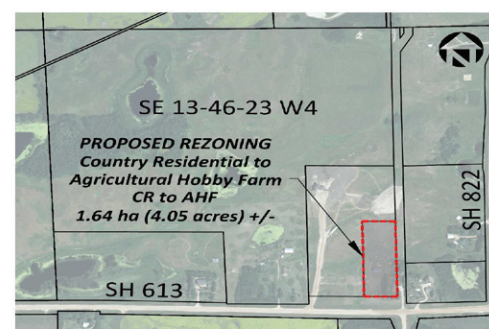 SE 13-46-23 W4
PROPOSED REZONING
Country Residential to
Agricultural Hobby Farm
CR to AHF
1.64 ha (4.05 acres) +/-
SH 822
SH 613